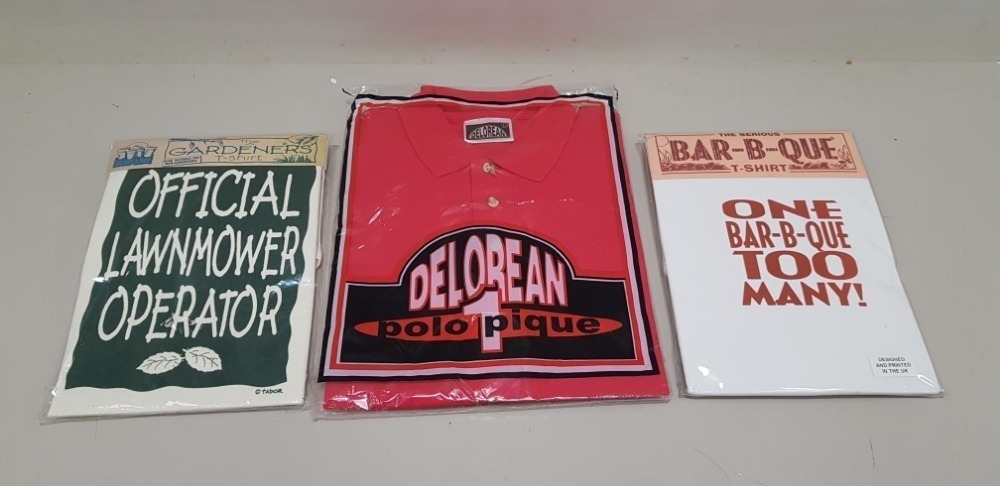 The
GARDENERS
T-Shirt
OFFICIAL
LAWNMOWER
OPERATOR
© TABOR
DELOREAN
DELOREAN
1
polo pique
THE SERIOUS
BAR-B-QUE
T-SHIRT
ONE
BAR-B-QUE
TOO
MANY!
DESIGNED
AND PRINTED
IN THE UK